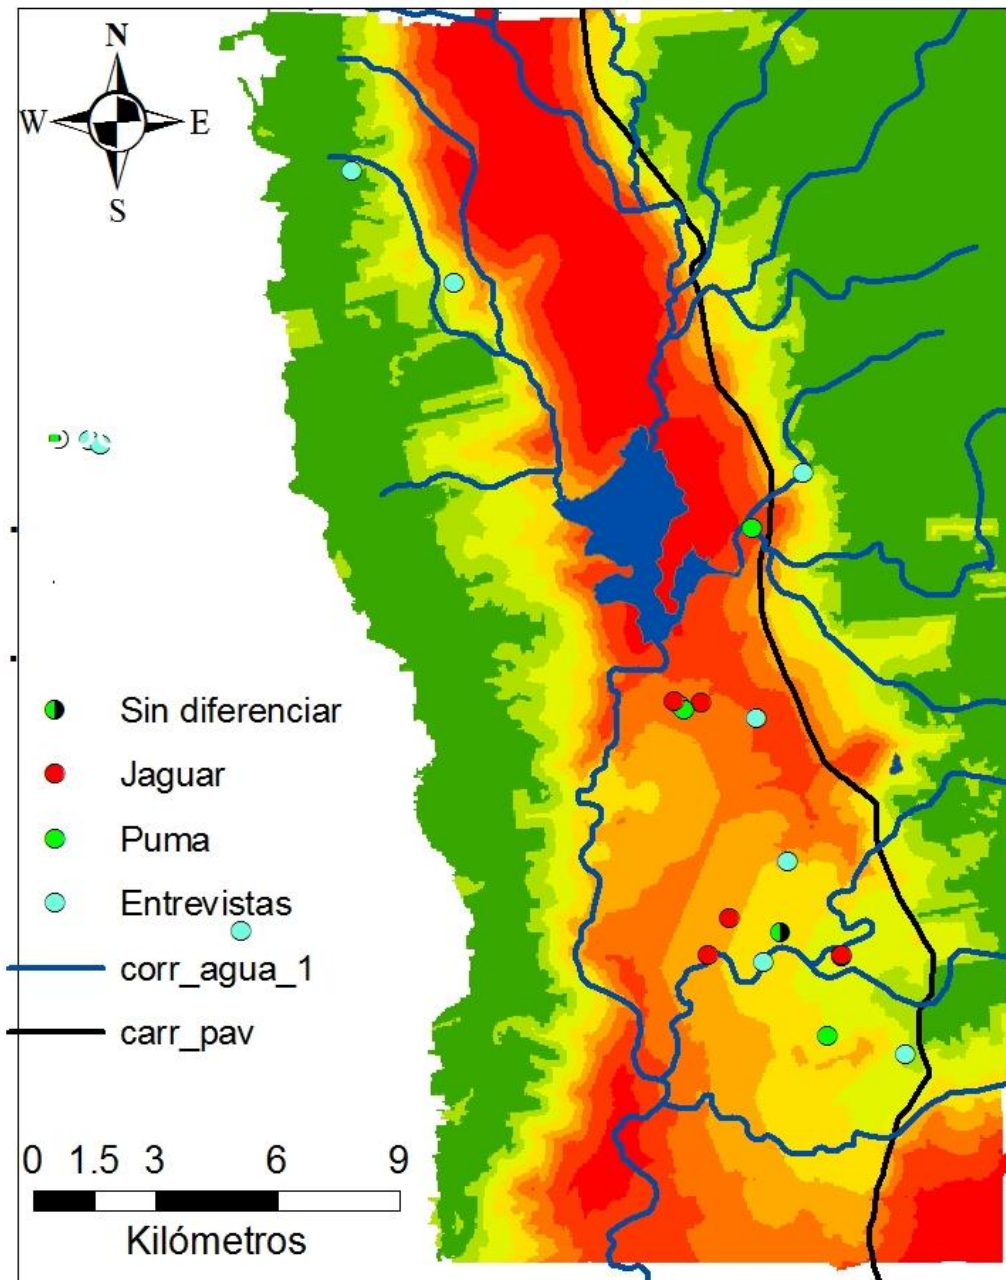 N
W E
S
Sin diferenciar
Jaguar
Puma
Entrevistas
corr_agua_1
carr_pav
0 1.5 3 6 9
Kilómetros